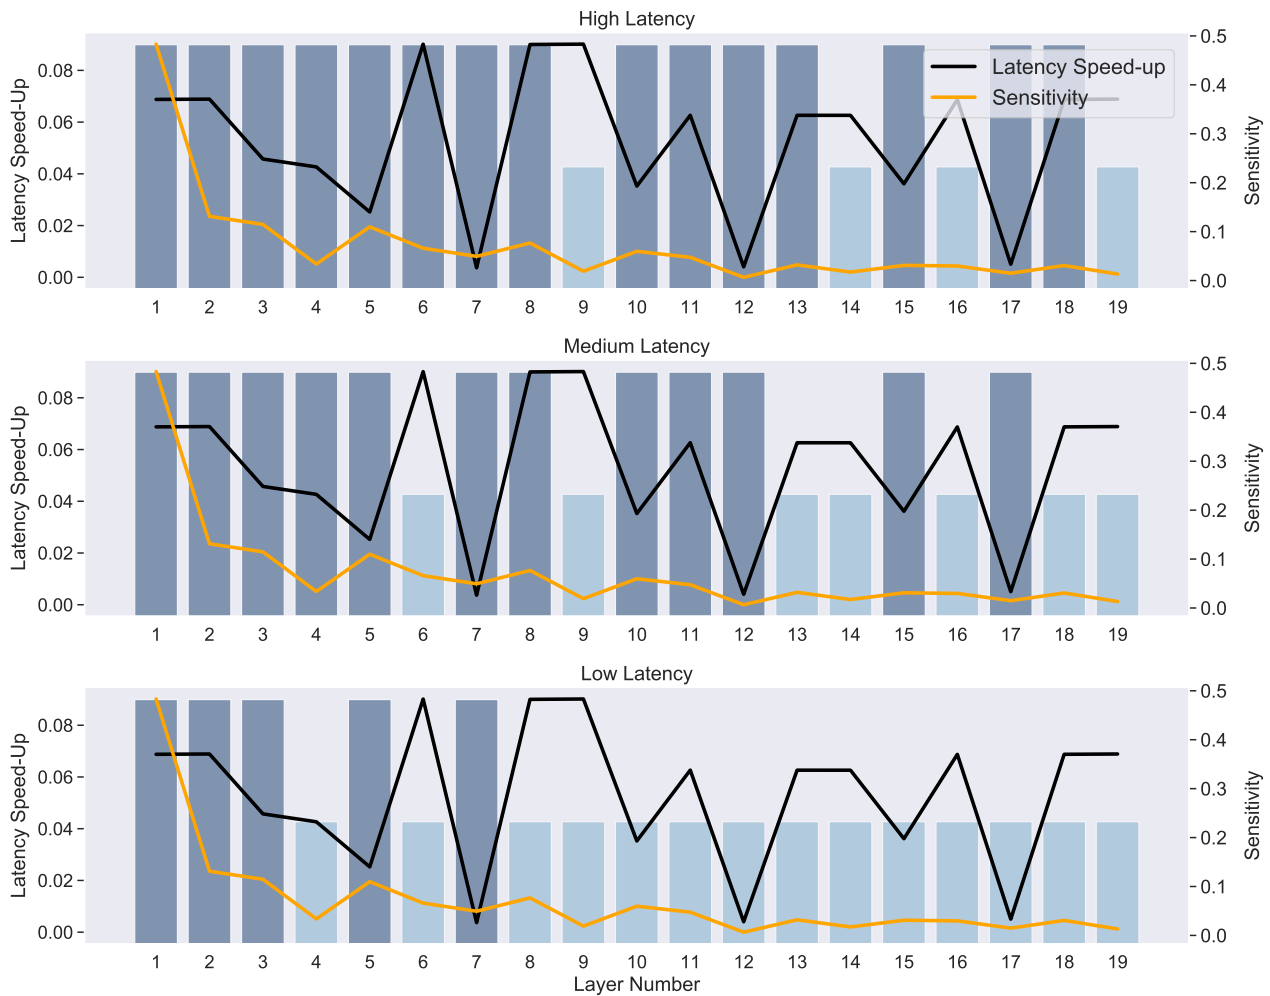 High Latency
Latency Speed-Up
0.08
0.06
0.04
0.02
0.00
Latency Speed-up
Sensitivity
0.5
0.4
0.3
0.2
0.1
0.0
Sensitivity
1 2 3 4 5 6 7 8 9 10 11 12 13 14 15 16 17 18 19
Medium Latency
Latency Speed-Up
0.08
0.06
0.04
0.02
0.00
0.5
0.4
0.3
0.2
0.1
0.0
Sensitivity
1 2 3 4 5 6 7 8 9 10 11 12 13 14 15 16 17 18 19
Low Latency
Latency Speed-Up
0.08
0.06
0.04
0.02
0.00
0.5
0.4
0.3
0.2
0.1
0.0
Sensitivity
1 2 3 4 5 6 7 8 9 10 11 12 13 14 15 16 17 18 19
Layer Number